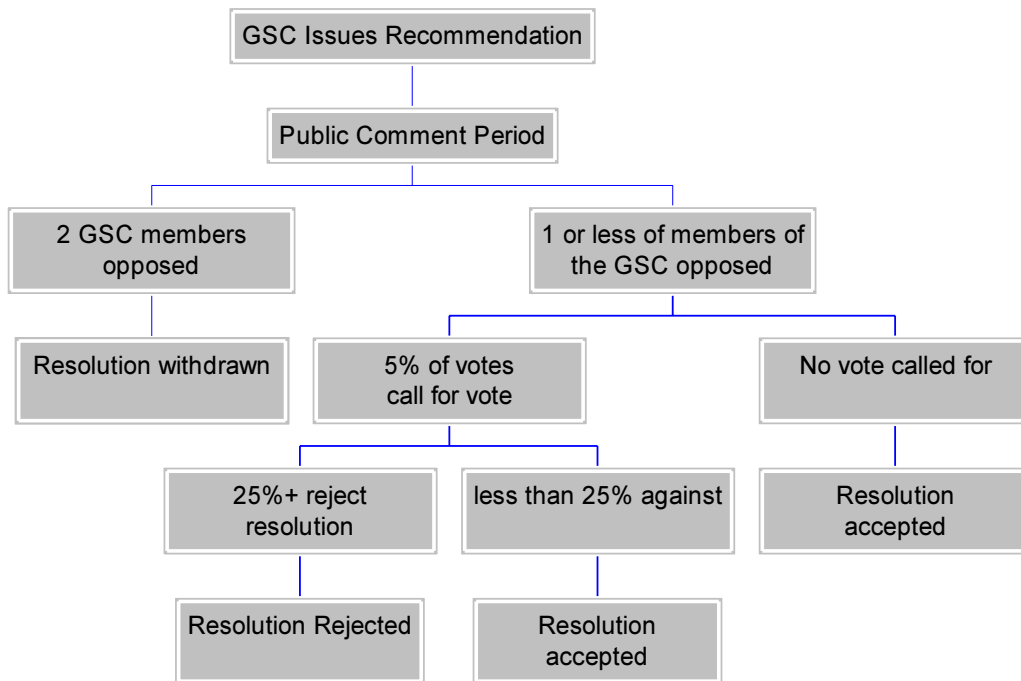 GSC Issues Recommendation
Public Comment Period
2 GSC members
opposed
1 or less of members of
the GSC opposed
Resolution withdrawn
5% of votes
call for vote
No vote called for
25%+ reject
resolution
less than 25% against
Resolution
accepted
Resolution Rejected
Resolution
accepted